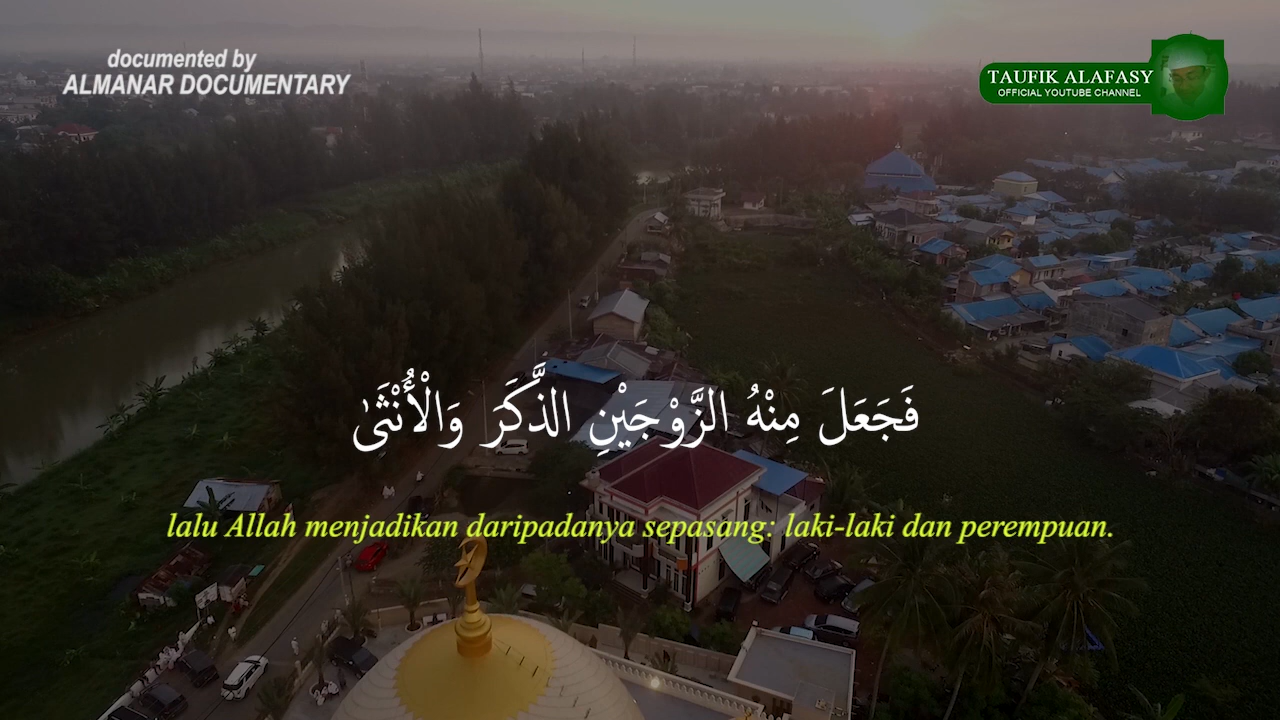 documented by
ALMANAR DOCUMENTARY
TAUFIK ALAFASY
OFFICIAL YOUTUBE CHANNEL
فَجَعَلَ مِنْهُ الزَّوْجَيْنِ الذَّكَرَ وَالْأُنْثَىٰ
lalu Allah menjadikan daripadanya sepasang: laki-laki dan perempuan.